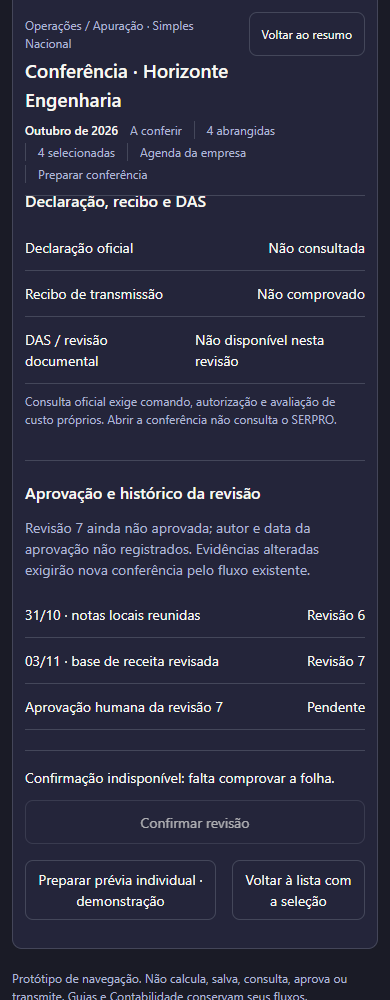 Operações / Apuração · Simples
Nacional
Voltar ao resumo
Conferência · Horizonte
Engenharia
Outubro de 2026 A conferir 4 abrangidas
4 selecionadas Agenda da empresa
Preparar conferência
Declaração, recibo e DAS
Declaração oficial Não consultada
Recibo de transmissão Não comprovado
DAS / revisão Não disponível nesta
documental revisão
Consulta oficial exige comando, autorização e avaliação de
custo próprios. Abrir a conferência não consulta o SERPRO.
Aprovação e histórico da revisão
Revisão 7 ainda não aprovada; autor e data da
aprovação não registrados. Evidências alteradas
exigirão nova conferência pelo fluxo existente.
31/10 · notas locais reunidas Revisão 6
03/11 · base de receita revisada Revisão 7
Aprovação humana da revisão 7 Pendente
Confirmação indisponível: falta comprovar a folha.
Confirmar revisão
Preparar prévia individual · Voltar à lista com
demonstração a seleção
Protótipo de navegação. Não calcula, salva, consulta, aprova ou
transmite. Guias e Contabilidade conservam seus fluxos.